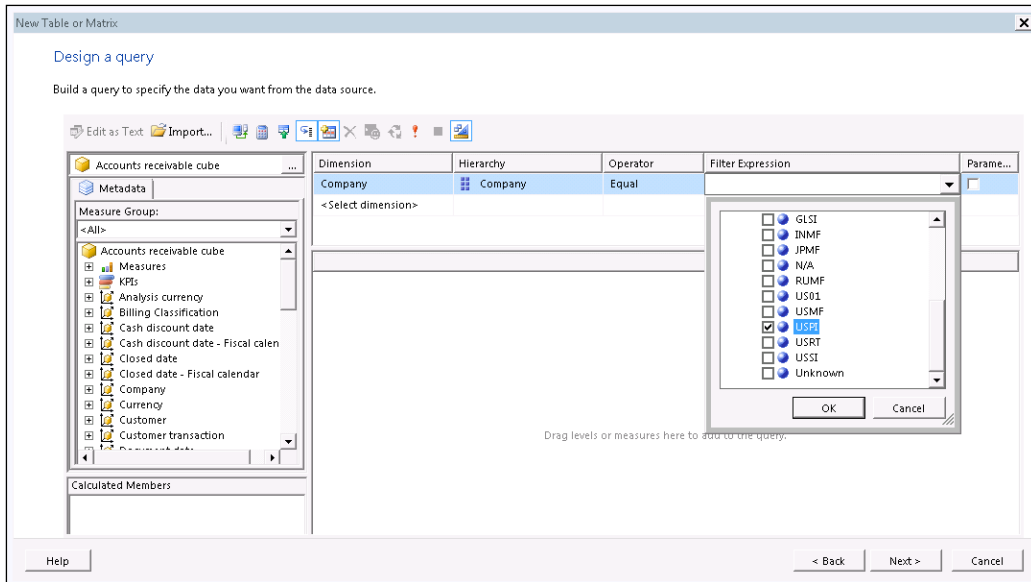 New Table or Matrix
Design a query
Build a query to specify the data you want from the data source.
Edit as Text Import...
Accounts receivable cube ...
Metadata
Measure Group:
<All>
Accounts receivable cube
Measures
KPIs
Analysis currency
Billing Classification
Cash discount date
Cash discount date - Fiscal calen
Closed date
Closed date - Fiscal calendar
Company
Currency
Customer
Customer transaction
Calculated Members
Dimension Hierarchy Operator Filter Expression Parame...
Company Company Equal
<Select dimension>
GLSI
INMF
JPMF
N/A
RUMF
US01
USMF
USPI
USRT
USSI
Unknown
OK Cancel
Drag levels or measures here to add to the query.
Help < Back Next > Cancel